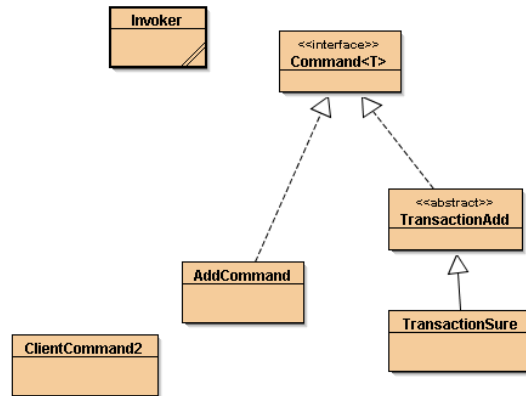 Invoker
<<interface>>
Command<T>
<<abstract>>
TransactionAdd
AddCommand
TransactionSure
ClientCommand2